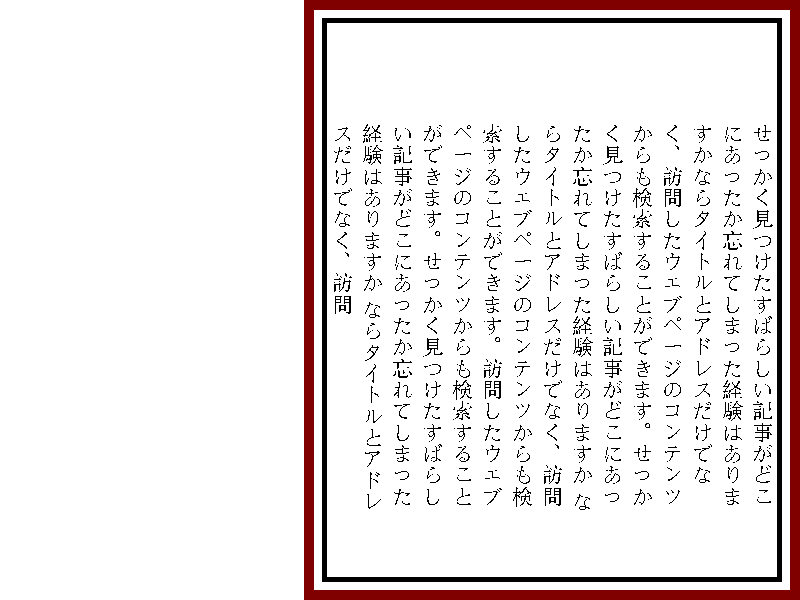 せっかく見つけたすばらしい記事がどこ
にあったか忘れてしまった経験はありま
すかならタイトルとアドレスだけでな
く、訪問したウェブページのコンテンツ
からも検索することができます。せっか
く見つけたすばらしい記事がどこにあっ
たか忘れてしまった経験はありますか な
らタイトルとアドレスだけでなく、訪問
したウェブページのコンテンツからも検
索することができます。訪問したウェブ
ページのコンテンツからも検索すること
ができます。せっかく見つけたすばらし
い記事がどこにあったか忘れてしまった
経験はありますか ならタイトルとアドレ
スだけでなく、訪問